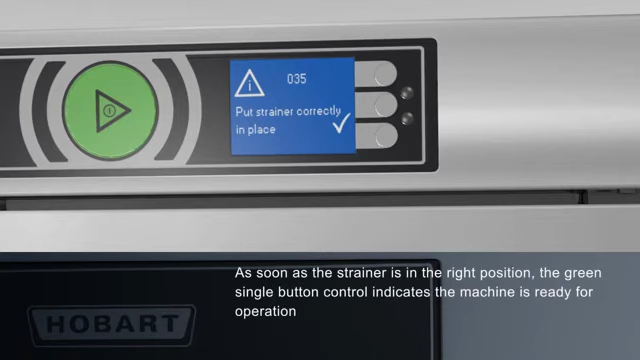 035
Put strainer correctly
in place
As soon as the strainer is in the right position, the green
single button control indicates the machine is ready for
operation
HOBART